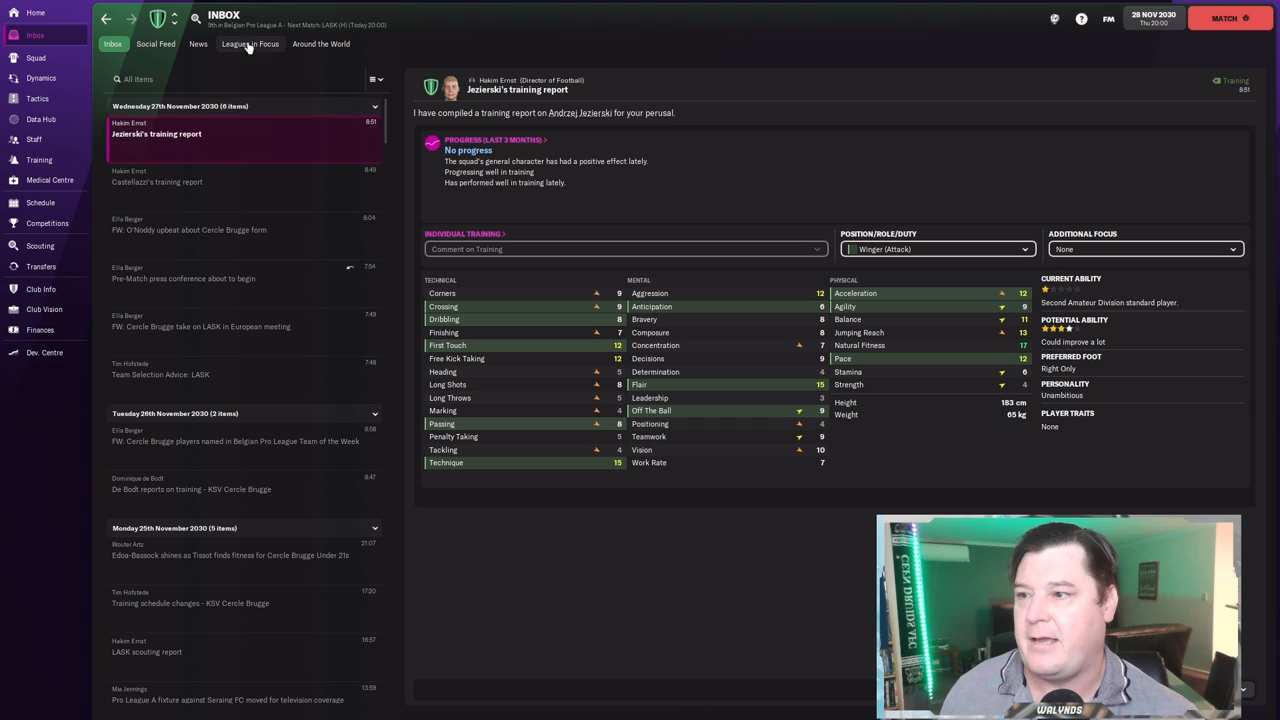 Home
Inbox
Squad
Dynamics
Tactics
Data Hub
Staff
Training
Medical Centre
Schedule
Competitions
Scouting
Transfers
Club Info
Club Vision
Finances
Dev. Centre
INBOX
9th in Belgian Pro League A - Next Match: LASK (H) (Today 20:00)
FM
28 NOV 2030
Thu 20:00
MATCH
Inbox
Social Feed
News
Leagues in Focus
Around the World
All Items
Wednesday 27th November 2030 (6 items)
Hakim Ernst 8:51
Jezierski's training report
Hakim Ernst 8:49
Castellazzi's training report
Ella Berger 8:04
FW: O'Noddy upbeat about Cercle Brugge form
Ella Berger 7:54
Pre-Match press conference about to begin
Ella Berger 7:49
FW: Cercle Brugge take on LASK in European meeting
Tim Hofstede 7:48
Team Selection Advice: LASK
Tuesday 26th November 2030 (2 items)
Ella Berger 8:58
FW: Cercle Brugge players named in Belgian Pro League Team of the Week
Dominique de Bodt 8:47
De Bodt reports on training - KSV Cercle Brugge
Monday 25th November 2030 (5 items)
Wouter Artz 21:07
Edoa-Bassock shines as Tissot finds fitness for Cercle Brugge Under 21s
Tim Hofstede 17:20
Training schedule changes - KSV Cercle Brugge
Hakim Ernst 16:57
LASK scouting report
Mia Jennings 13:59
Pro League A fixture against Seraing FC moved for television coverage
Hakim Ernst (Director of Football)
Jezierski's training report
Training
8:51
I have compiled a training report on Andrzej Jezierski for your perusal.
PROGRESS (LAST 3 MONTHS) >
No progress
The squad's general character has had a positive effect lately.
Progressing well in training
Has performed well in training lately.
INDIVIDUAL TRAINING >
Comment on Training
POSITION/ROLE/DUTY
Winger (Attack)
ADDITIONAL FOCUS
None
TECHNICAL
Corners 9
Crossing 9
Dribbling 8
Finishing 7
First Touch 12
Free Kick Taking 12
Heading 5
Long Shots 8
Long Throws 5
Marking 4
Passing 8
Penalty Taking 5
Tackling 4
Technique 15
MENTAL
Aggression 12
Anticipation 6
Bravery 8
Composure 8
Concentration 7
Decisions 9
Determination 4
Flair 15
Leadership 3
Off The Ball 9
Positioning 4
Teamwork 9
Vision 10
Work Rate 7
PHYSICAL
Acceleration 12
Agility 9
Balance 11
Jumping Reach 13
Natural Fitness 17
Pace 12
Stamina 6
Strength 4
Height 183 cm
Weight 65 kg
CURRENT ABILITY
Second Amateur Division standard player.
POTENTIAL ABILITY
Could improve a lot
PREFERRED FOOT
Right Only
PERSONALITY
Unambitious
PLAYER TRAITS
None
DRUIDS AFC
WALYNDS